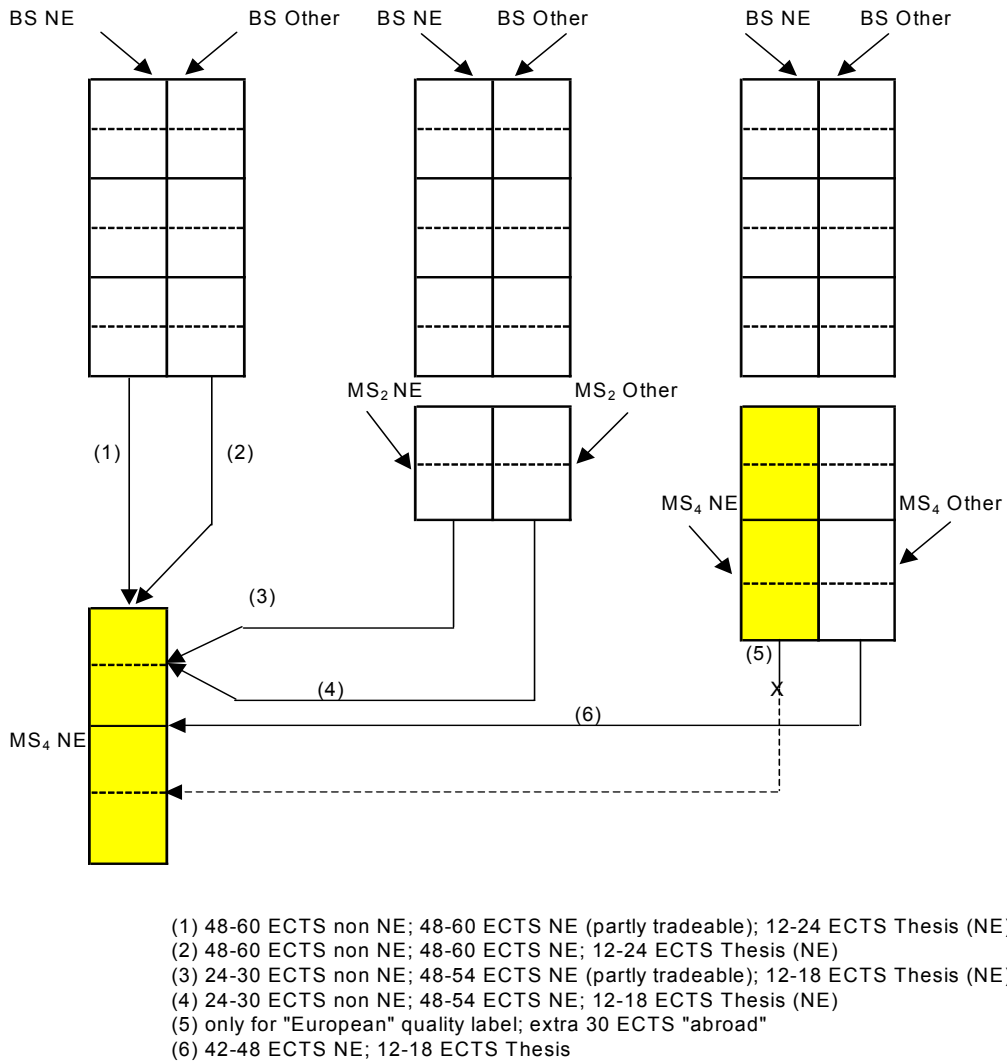 BS NE BS Other BS NE BS Other BS NE BS Other
MS₂ NE MS₂ Other
(1) (2)
MS₄ NE MS₄ Other
(3)
(5)
(4) X
(6)
MS₄ NE
(1) 48-60 ECTS non NE; 48-60 ECTS NE (partly tradeable); 12-24 ECTS Thesis (NE)
(2) 48-60 ECTS non NE; 48-60 ECTS NE; 12-24 ECTS Thesis (NE)
(3) 24-30 ECTS non NE; 48-54 ECTS NE (partly tradeable); 12-18 ECTS Thesis (NE)
(4) 24-30 ECTS non NE; 48-54 ECTS NE; 12-18 ECTS Thesis (NE)
(5) only for "European" quality label; extra 30 ECTS "abroad"
(6) 42-48 ECTS NE; 12-18 ECTS Thesis